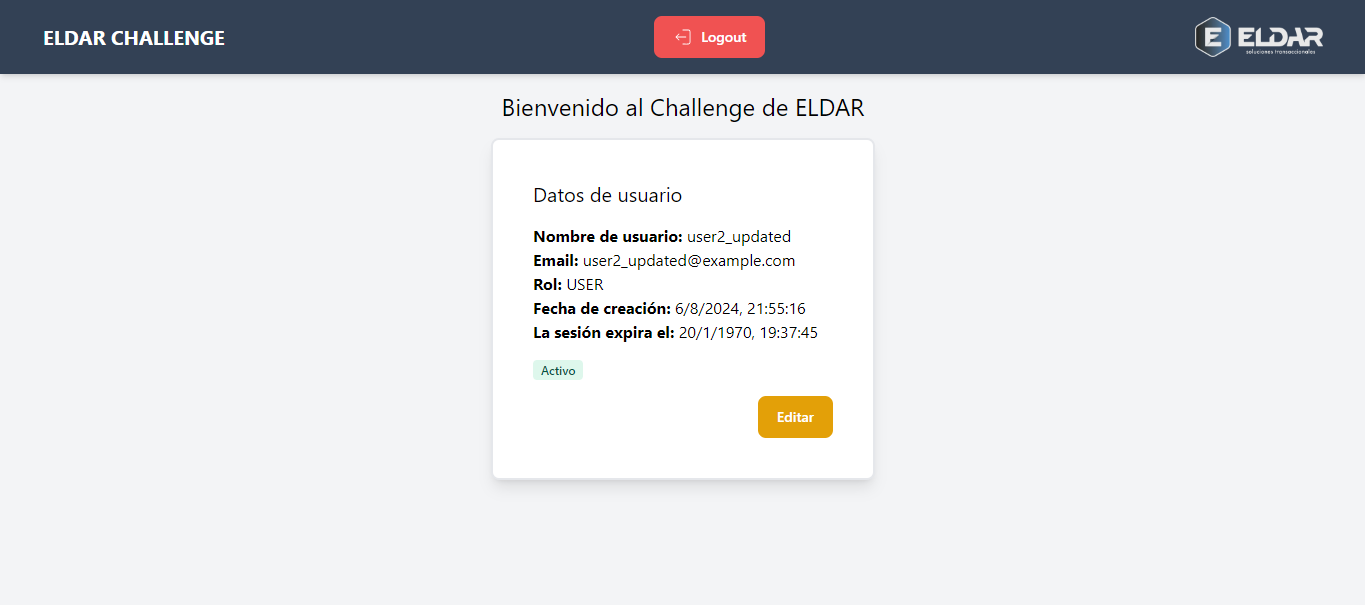 ELDAR CHALLENGE
Logout
E ELDAR
soluciones transaccionales
Bienvenido al Challenge de ELDAR
Datos de usuario
Nombre de usuario: user2_updated
Email: user2_updated@example.com
Rol: USER
Fecha de creación: 6/8/2024, 21:55:16
La sesión expira el: 20/1/1970, 19:37:45
Activo
Editar